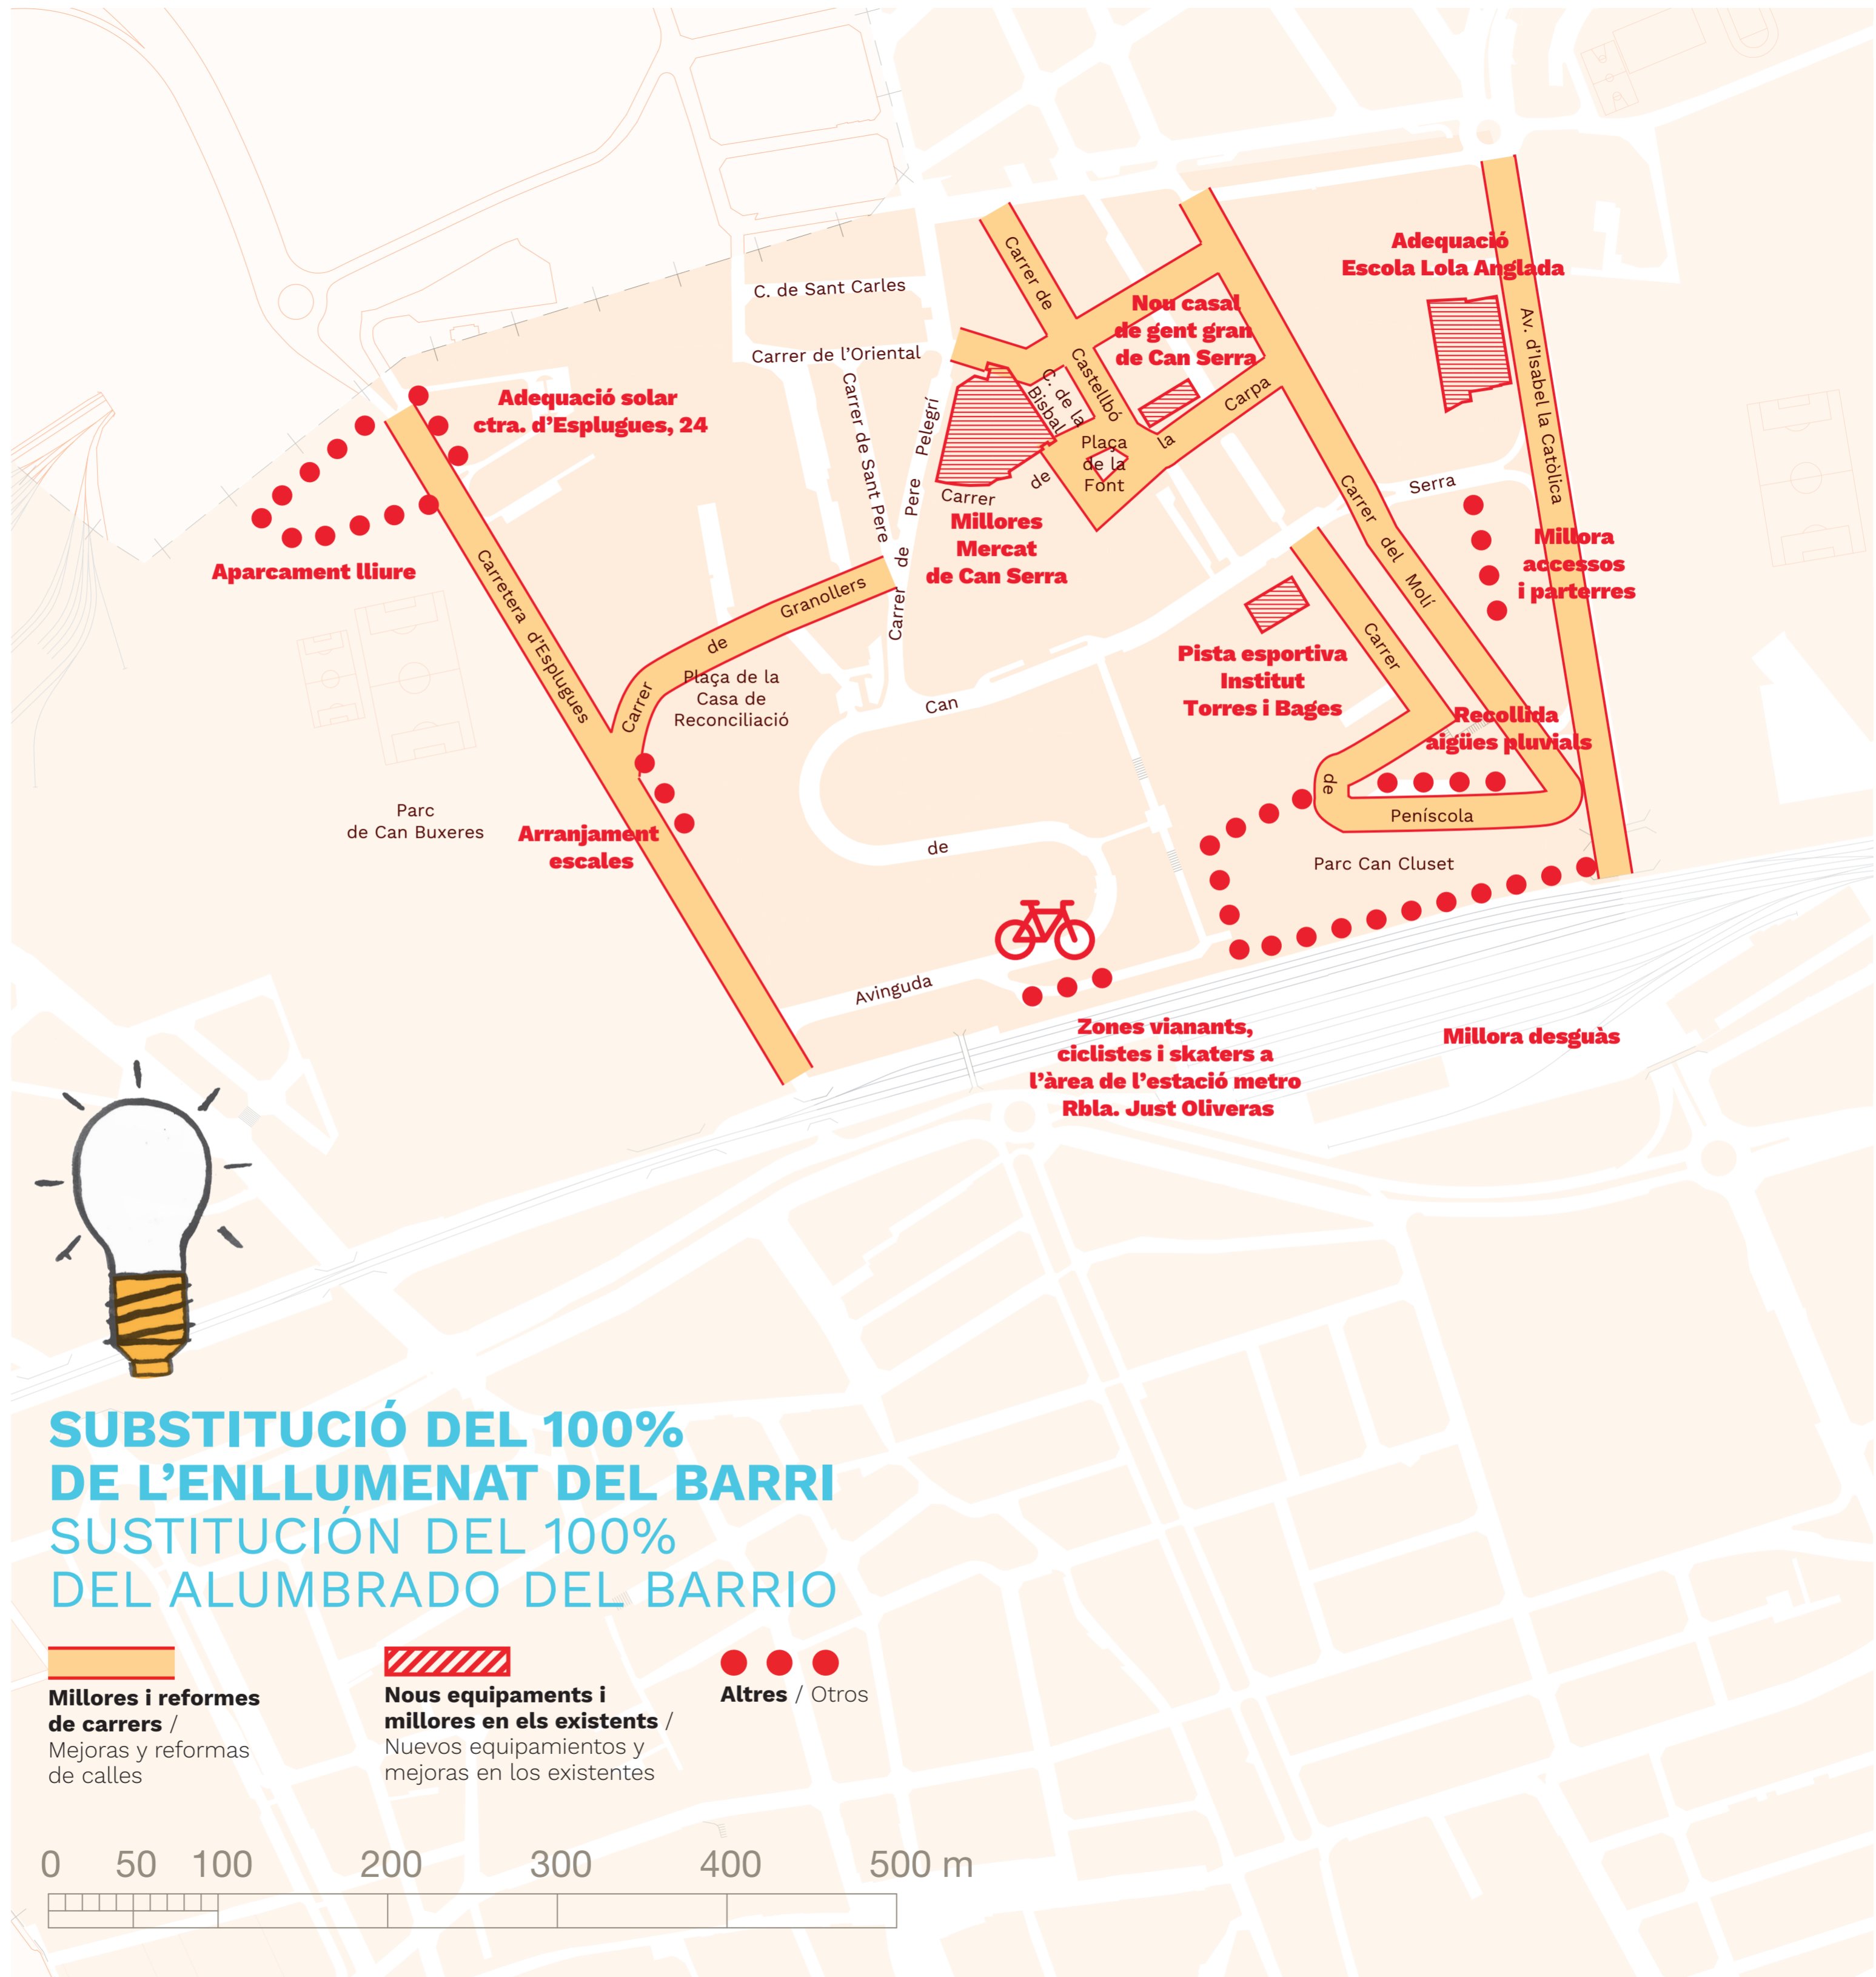 Adequació
Escola Lola Anglada
Carrer de
C. de Sant Carles
Nou casal
de gent gran
de Can Serra
Av. d'Isabel la Catòlica
Carrer de l'Oriental
Castellbó
C. de la
Bisbal
Carpa
la
Adequació solar
ctra. d'Esplugues, 24
Carrer de Sant Pere
Carrer de Pere Pelegrí
Plaça
de la
Font
Carrer
de
Serra
Carrer del Molí
Millores
Mercat
de Can Serra
Millora
accessos
i parterres
Aparcament lliure
Carretera d'Esplugues
Carrer de Granollers
Carrer
Pista esportiva
Institut
Torres i Bages
Plaça de la
Casa de
Reconciliació
Can
Recollida
aigües pluvials
de
Peníscola
Parc
de Can Buxeres
Arranjament
escales
de
Parc Can Cluset
Avinguda
Zones vianants,
ciclistes i skaters a
l'àrea de l'estació metro
Rbla. Just Oliveras
Millora desguàs
SUBSTITUCIÓ DEL 100%
DE L'ENLLUMENAT DEL BARRI
SUSTITUCIÓN DEL 100%
DEL ALUMBRADO DEL BARRIO
Millores i reformes
de carrers /
Mejoras y reformas
de calles
Nous equipaments i
millores en els existents /
Nuevos equipamientos y
mejoras en los existentes
Altres / Otros
0 50 100 200 300 400 500 m